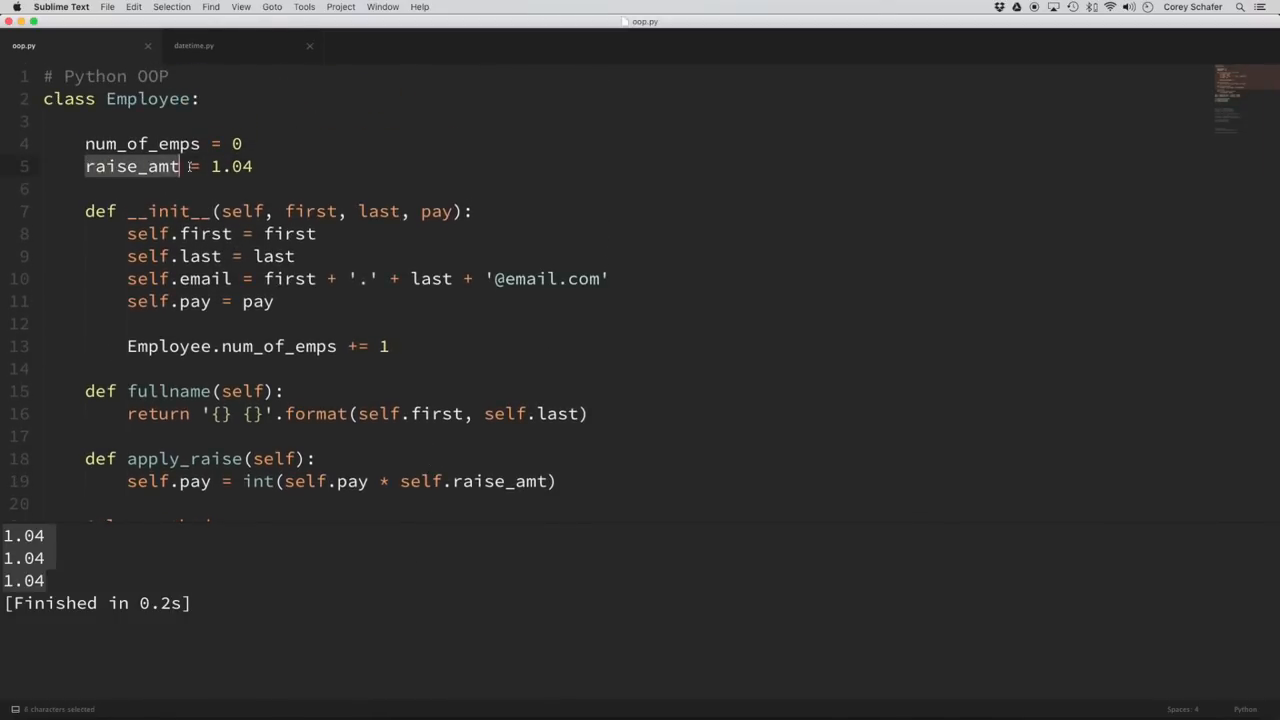 Sublime Text File Edit Selection Find View Goto Tools Project Window Help Corey Schafer
oop.py
oop.py datetime.py
1 # Python OOP
2 class Employee:
3
4 num_of_emps = 0
5 raise_amt = 1.04
6
7 def __init__(self, first, last, pay):
8 self.first = first
9 self.last = last
10 self.email = first + '.' + last + '@email.com'
11 self.pay = pay
12
13 Employee.num_of_emps += 1
14
15 def fullname(self):
16 return '{} {}'.format(self.first, self.last)
17
18 def apply_raise(self):
19 self.pay = int(self.pay * self.raise_amt)
20
1.04
1.04
1.04
[Finished in 0.2s]
characters selected Spaces: 4 Python